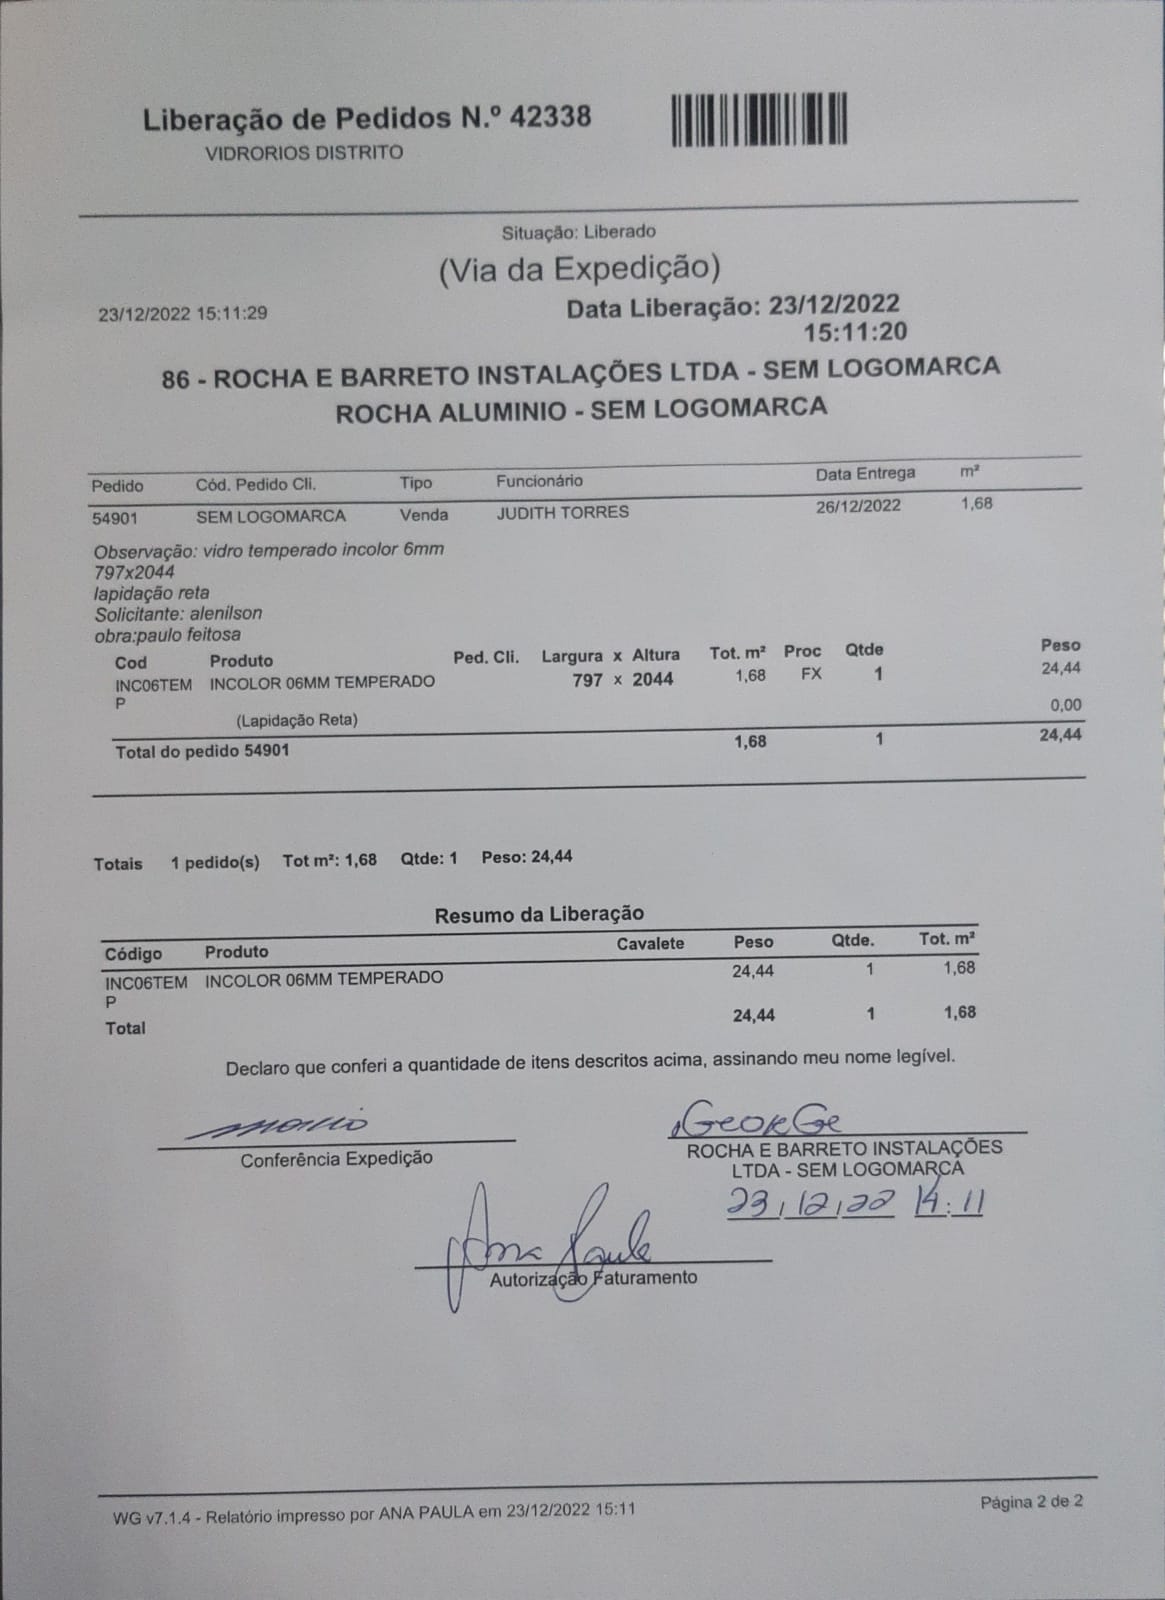 Liberação de Pedidos N.º 42338
VIDRORIOS DISTRITO
Situação: Liberado
(Via da Expedição)
23/12/2022 15:11:29
Data Liberação: 23/12/2022
15:11:20
86 - ROCHA E BARRETO INSTALAÇÕES LTDA - SEM LOGOMARCA
ROCHA ALUMINIO - SEM LOGOMARCA
Pedido Cód. Pedido Cli. Tipo Funcionário Data Entrega m²
54901 SEM LOGOMARCA Venda JUDITH TORRES 26/12/2022 1,68
Observação: vidro temperado incolor 6mm
797x2044
lapidação reta
Solicitante: alenilson
obra:paulo feitosa
Cod Produto Ped. Cli. Largura x Altura Tot. m² Proc Qtde Peso
INC06TEM INCOLOR 06MM TEMPERADO 797 x 2044 1,68 FX 1 24,44
P
(Lapidação Reta) 0,00
Total do pedido 54901 1,68 1 24,44
Totais 1 pedido(s) Tot m²: 1,68 Qtde: 1 Peso: 24,44
Resumo da Liberação
Código Produto Cavalete Peso Qtde. Tot. m²
INC06TEM INCOLOR 06MM TEMPERADO 24,44 1 1,68
P
Total 24,44 1 1,68
Declaro que conferi a quantidade de itens descritos acima, assinando meu nome legível.
GeorGe
Conferência Expedição
ROCHA E BARRETO INSTALAÇÕES
LTDA - SEM LOGOMARCA
23/12/22 14:11
Ana Paula
Autorização Faturamento
WG v7.1.4 - Relatório impresso por ANA PAULA em 23/12/2022 15:11
Página 2 de 2